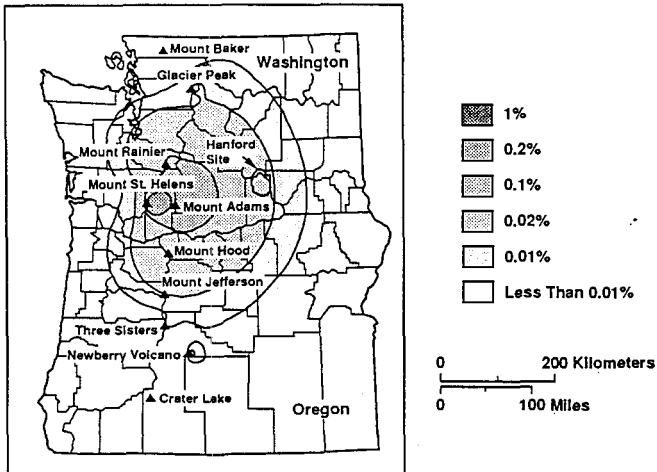 Mount Baker
Washington
Glacier Peak
Hanford
Site
Mount Rainier
Mount St. Helens
Mount Adams
Mount Hood
Mount Jefferson
Three Sisters
Newberry Volcano
Crater Lake
Oregon
1%
0.2%
0.1%
0.02%
0.01%
Less Than 0.01%
0 200 Kilometers
0 100 Miles